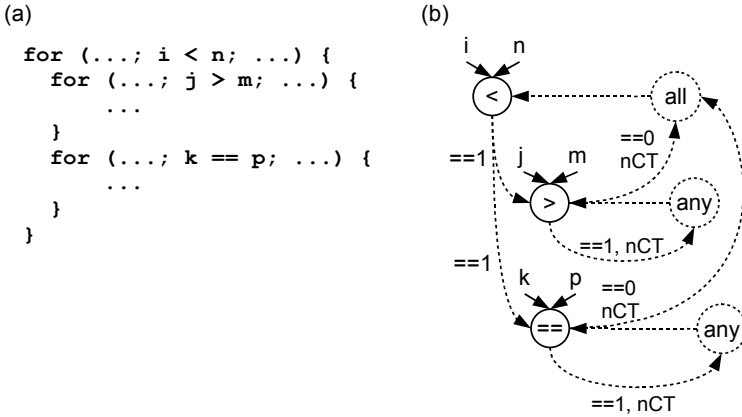 (a)
for (...; i < n; ...) {
for (...; j > m; ...) {
...
}
for (...; k == p; ...) {
...
}
}
(b)
i n
<
all
==1
j m
==0
nCT
>
any
==1, nCT
==1
k p
==0
nCT
==
any
==1, nCT